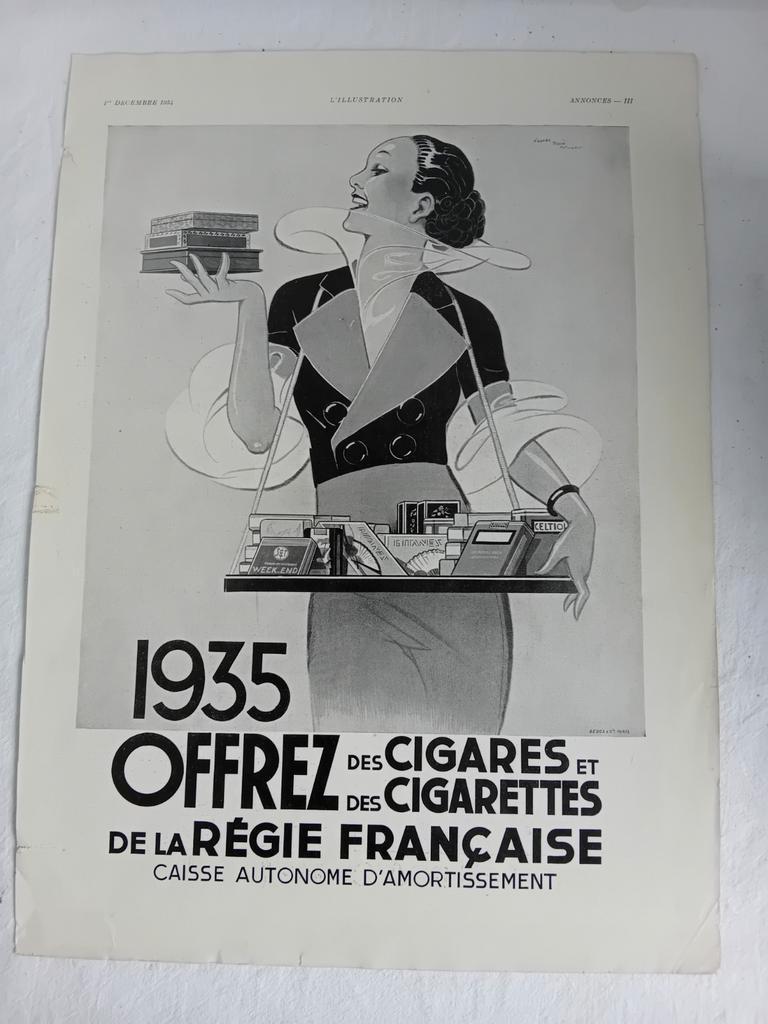 1er DECEMBRE 1934 L'ILLUSTRATION ANNONCES — III
GITANES
CELTIQ
WEEK-END
1935
OFFREZ DES CIGARES ET
DES CIGARETTES
DE LA RÉGIE FRANÇAISE
CAISSE AUTONOME D'AMORTISSEMENT